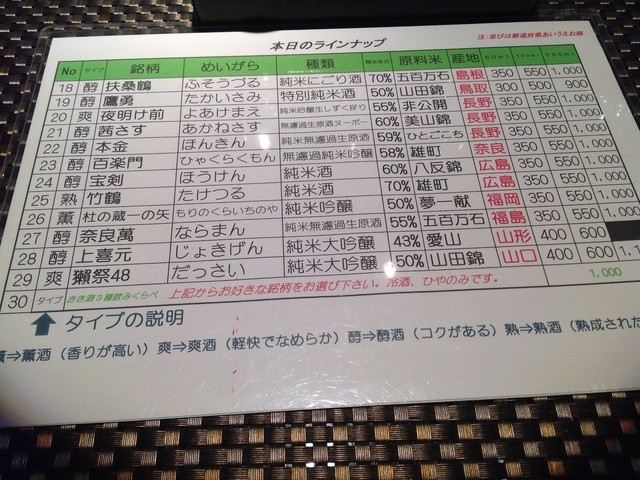 本日のラインナップ
注:並びは都道府県あいうえお順
No タイプ 銘柄 めいがら 種類 精米歩合 原料米 産地 60ml 100ml 200ml
18 醇 扶桑鶴 ふそうづる 純米にごり酒 70% 五百万石 島根 350 550 1,000
19 醇 鷹勇 たかいさみ 特別純米酒 50% 山田錦 鳥取 300 500 900
20 爽 夜明け前 よあけまえ 純米吟醸生しずく採り 55% 非公開 長野 350 550 1,000
21 醇 茜さす あかねさす 無濾過生原酒ヌーボー 60% 美山錦 長野 350 550 1,000
22 醇 本金 ほんきん 無濾過純米生原酒 59% ひとごこち 長野 350 550 1,000
23 醇 百楽門 ひゃくらくもん 無濾過純米吟醸 58% 雄町 奈良 350 550 1,000
24 醇 宝剣 ほうけん 純米酒 60% 八反錦 広島 350 550 1,000
25 熟 竹鶴 たけつる 純米酒 70% 雄町 広島 350 550 1,000
26 薫 杜の蔵一の矢 もりのくらいちのや 純米吟醸 50% 夢一献 福岡 350 550 1,000
27 醇 奈良萬 ならまん 純米無濾過生原酒 55% 五百万石 福島 350 550 1,000
28 醇 上喜元 じょきげん 純米大吟醸 43% 愛山 山形 400 600
29 爽 獺祭48 だっさい 純米大吟醸 50% 山田錦 山口 400 600 1,1
30 タイプ きき酒3種飲みくらべ 上記からお好きな銘柄をお選び下さい。冷酒、ひやのみです。 1,000
タイプの説明
薫⇒薫酒（香りが高い） 爽⇒爽酒（軽快でなめらか） 醇⇒醇酒（コクがある） 熟⇒熟酒（熟成された